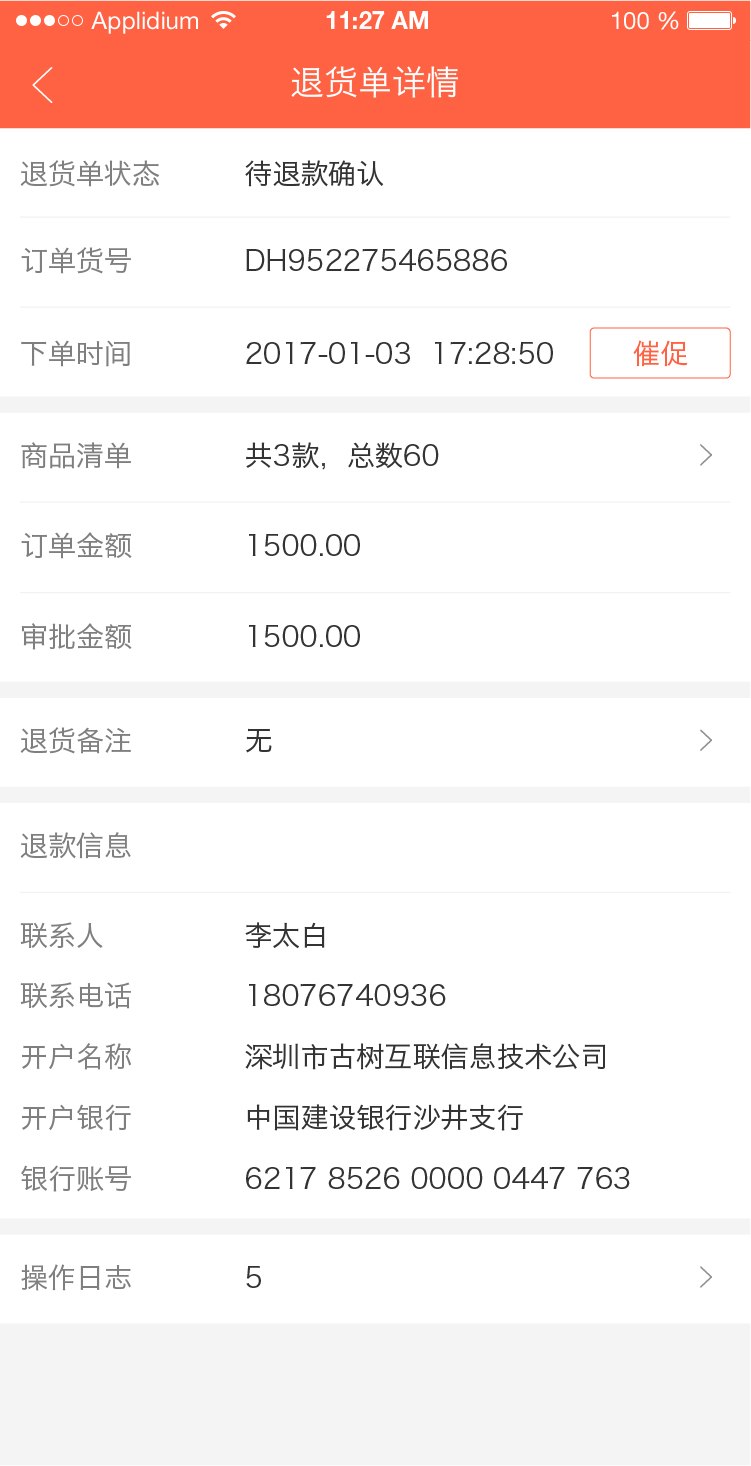 Applidium 11:27 AM 100 %
退货单详情
退货单状态 待退款确认
订单货号 DH952275465886
下单时间 2017-01-03 17:28:50 催促
商品清单 共3款，总数60
订单金额 1500.00
审批金额 1500.00
退货备注 无
退款信息
联系人 李太白
联系电话 18076740936
开户名称 深圳市古树互联信息技术公司
开户银行 中国建设银行沙井支行
银行账号 6217 8526 0000 0447 763
操作日志 5